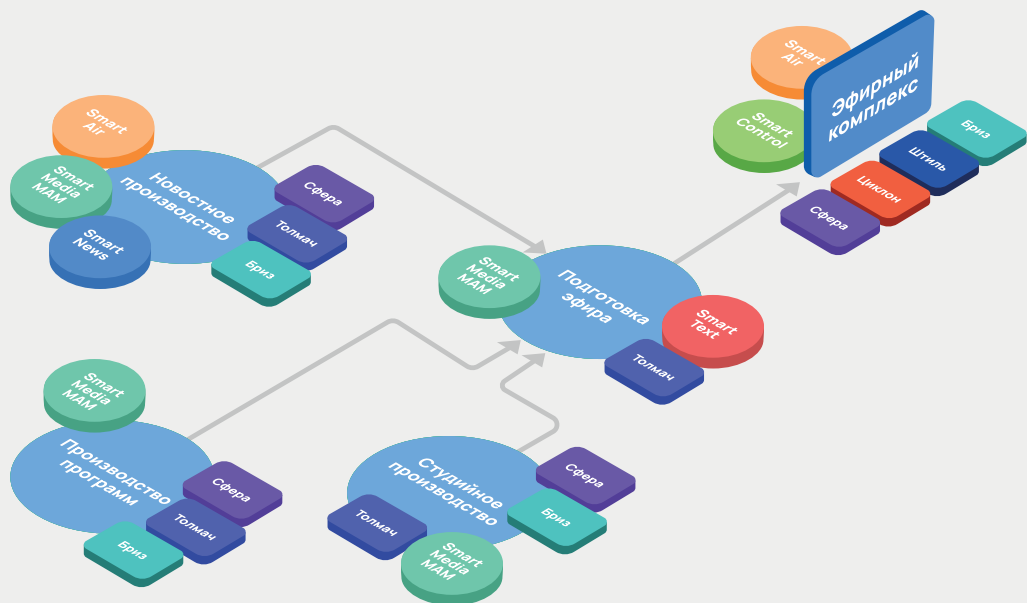 Smart
Air
Эфирный
комплекс
Smart
Control
Бриз
Штиль
Циклон
Сфера
Smart
Air
Smart
Media
MAM
Новостное
производство
Smart
News
Сфера
Толмач
Бриз
Smart
Media
MAM
Подготовка
эфира
Smart
Text
Толмач
Smart
Media
MAM
Производство
программ
Сфера
Толмач
Бриз
Студийное
производство
Сфера
Бриз
Толмач
Smart
Media
MAM